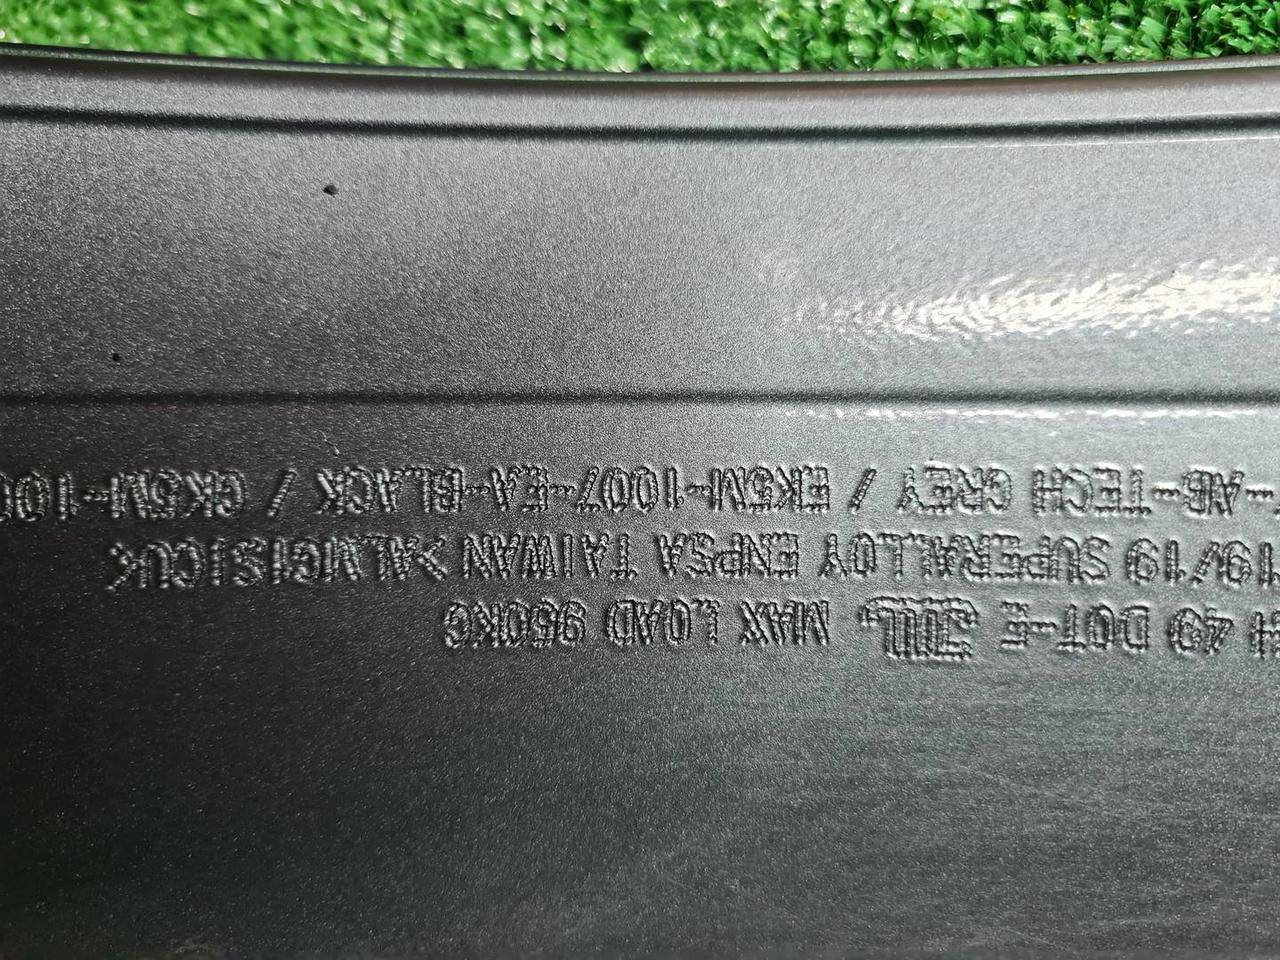 49 DOT-F JWL MAX LOAD 950KG
19/19 SUPERALLOY ENPSA TAIWAN >ALMG1SICU<
-AB-TECH GREY / EK5M-1007-EA-BLACK / GK5M-100